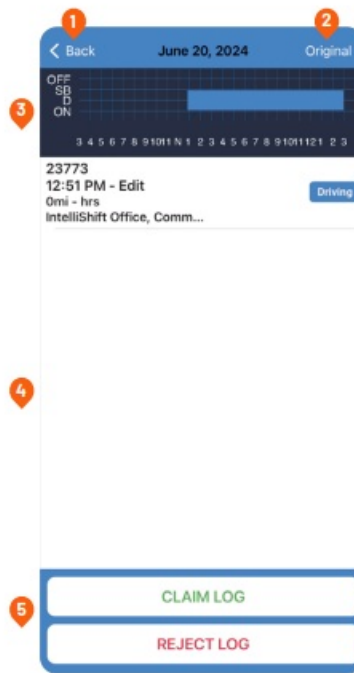 1
2
Back June 20, 2024 Original
OFF
SB
D
ON
3
3 4 5 6 7 8 9 10 11 N 1 2 3 4 5 6 7 8 9 10 11 12 1 2 3
23773
12:51 PM - Edit
Driving
0mi - hrs
IntelliShift Office, Comm...
4
CLAIM LOG
5
REJECT LOG